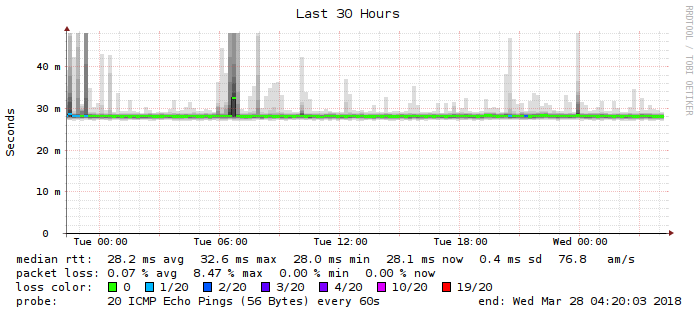 Last 30 Hours
RRDTOOL / TOBI OETIKER
Seconds
40 m
30 m
20 m
10 m
0
Tue 00:00 Tue 06:00 Tue 12:00 Tue 18:00 Wed 00:00
median rtt: 28.2 ms avg 32.6 ms max 28.0 ms min 28.1 ms now 0.4 ms sd 76.8 am/s
packet loss: 0.07 % avg 8.47 % max 0.00 % min 0.00 % now
loss color: 0 1/20 2/20 3/20 4/20 10/20 19/20
probe: 20 ICMP Echo Pings (56 Bytes) every 60s end: Wed Mar 28 04:20:03 2018